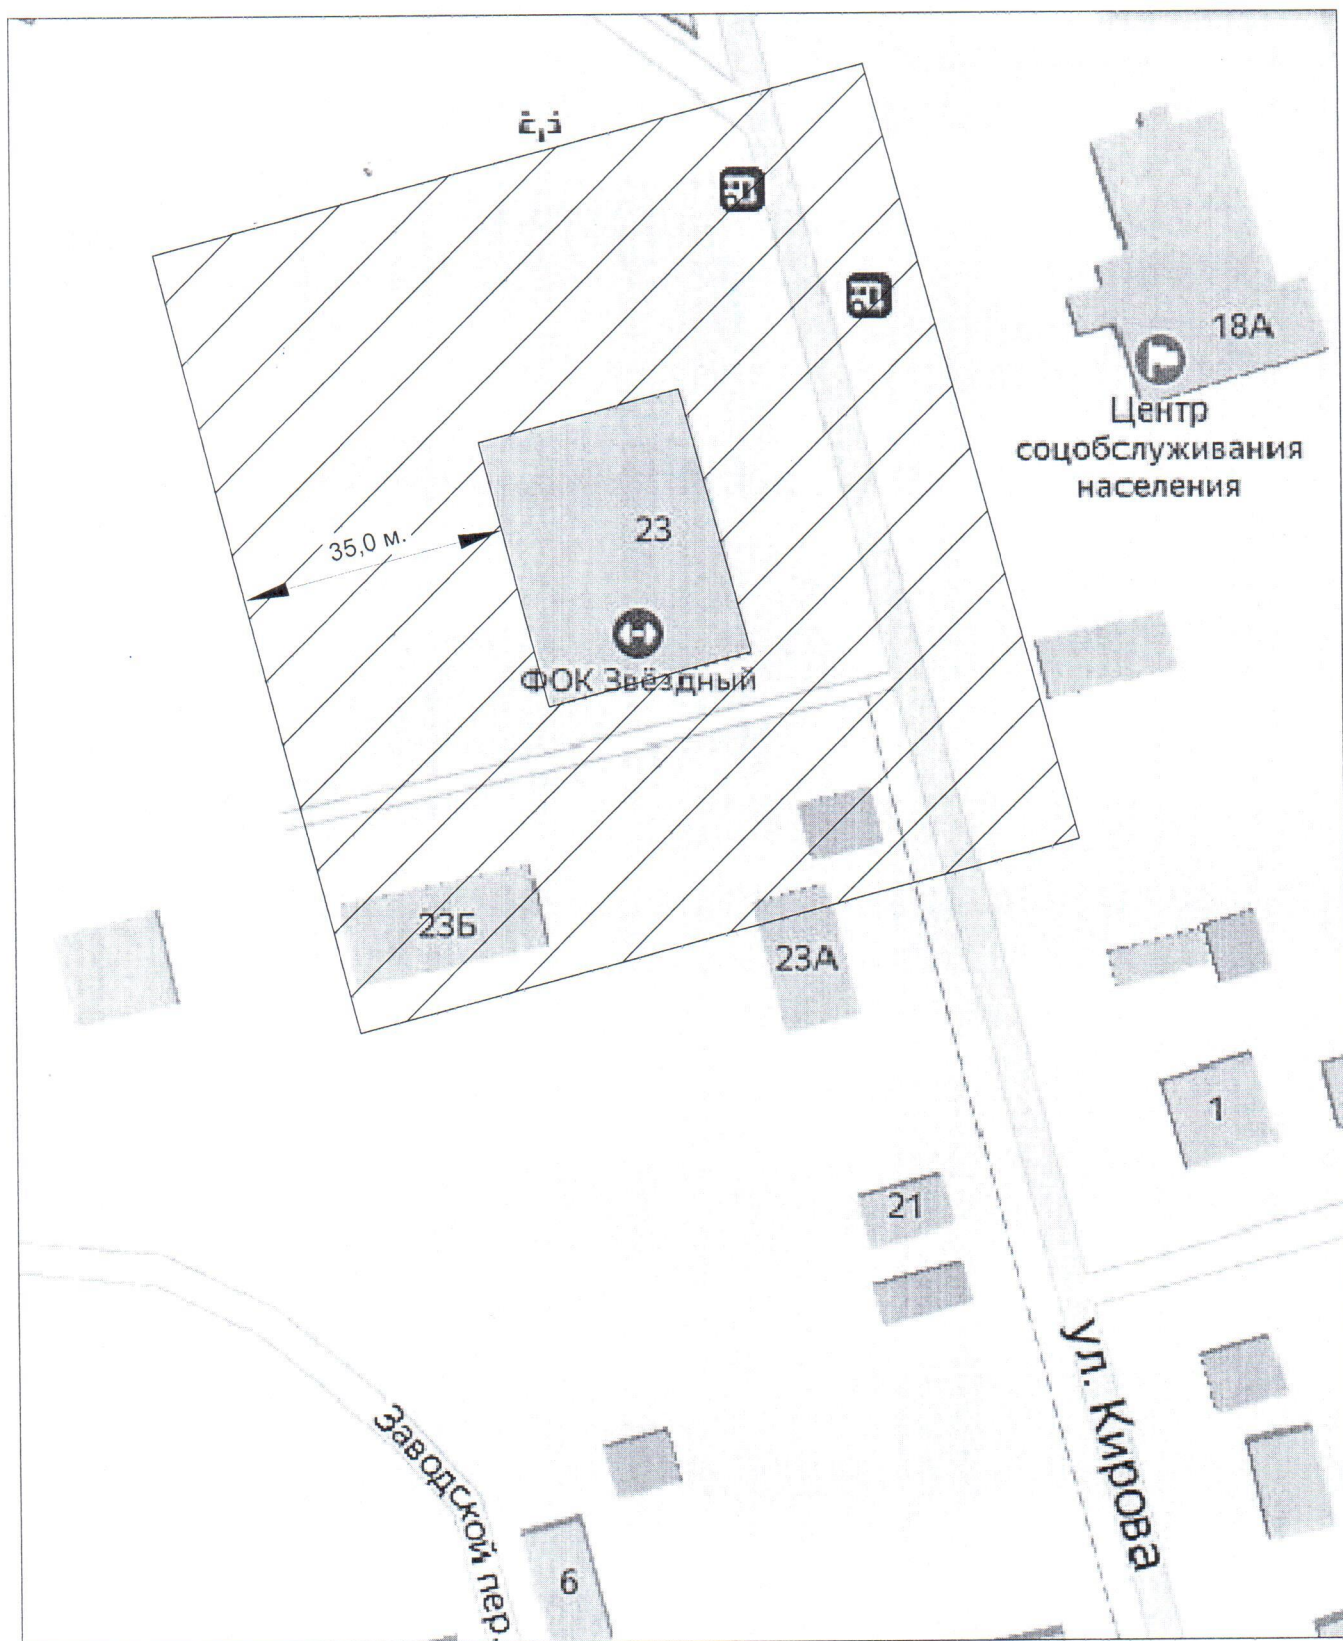 18А
Центр
соцобслуживания
населения
23
35,0 м.
ФОК Звёздный
23Б
23А
1
21
ул. Кирова
Заводской пер.
6